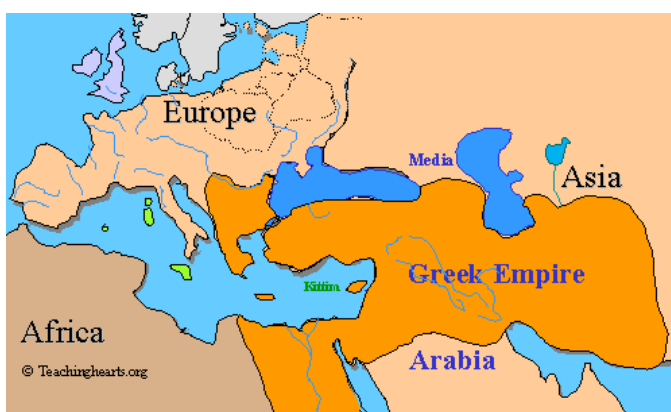 Europe
Media
Asia
Greek Empire
Kittim
Africa
Arabia
© Teachinghearts.org